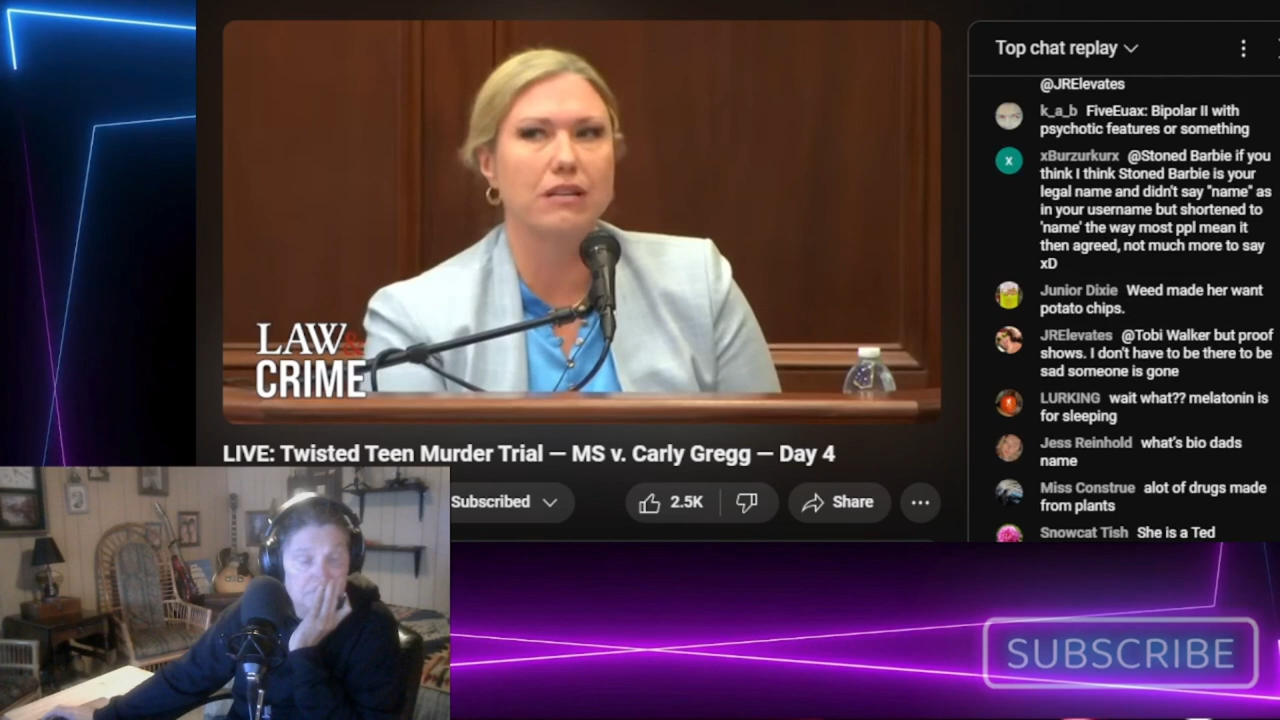 Top chat replay
@JRElevates
k_a_b FiveEuax: Bipolar II with
psychotic features or something
x
xBurzurkurx @Stoned Barbie if you
think I think Stoned Barbie is your
legal name and didn't say "name" as
in your username but shortened to
'name' the way most ppl mean it
then agreed, not much more to say
xD
Junior Dixie Weed made her want
potato chips.
JRElevates @Tobi Walker but proof
shows. I don't have to be there to be
sad someone is gone
LURKING wait what?? melatonin is
for sleeping
Jess Reinhold what's bio dads
name
Miss Construe alot of drugs made
from plants
Snowcat Tish She is a Ted
LAW&
CRIME
LIVE: Twisted Teen Murder Trial — MS v. Carly Gregg — Day 4
Subscribed
2.5K
Share
SUBSCRIBE